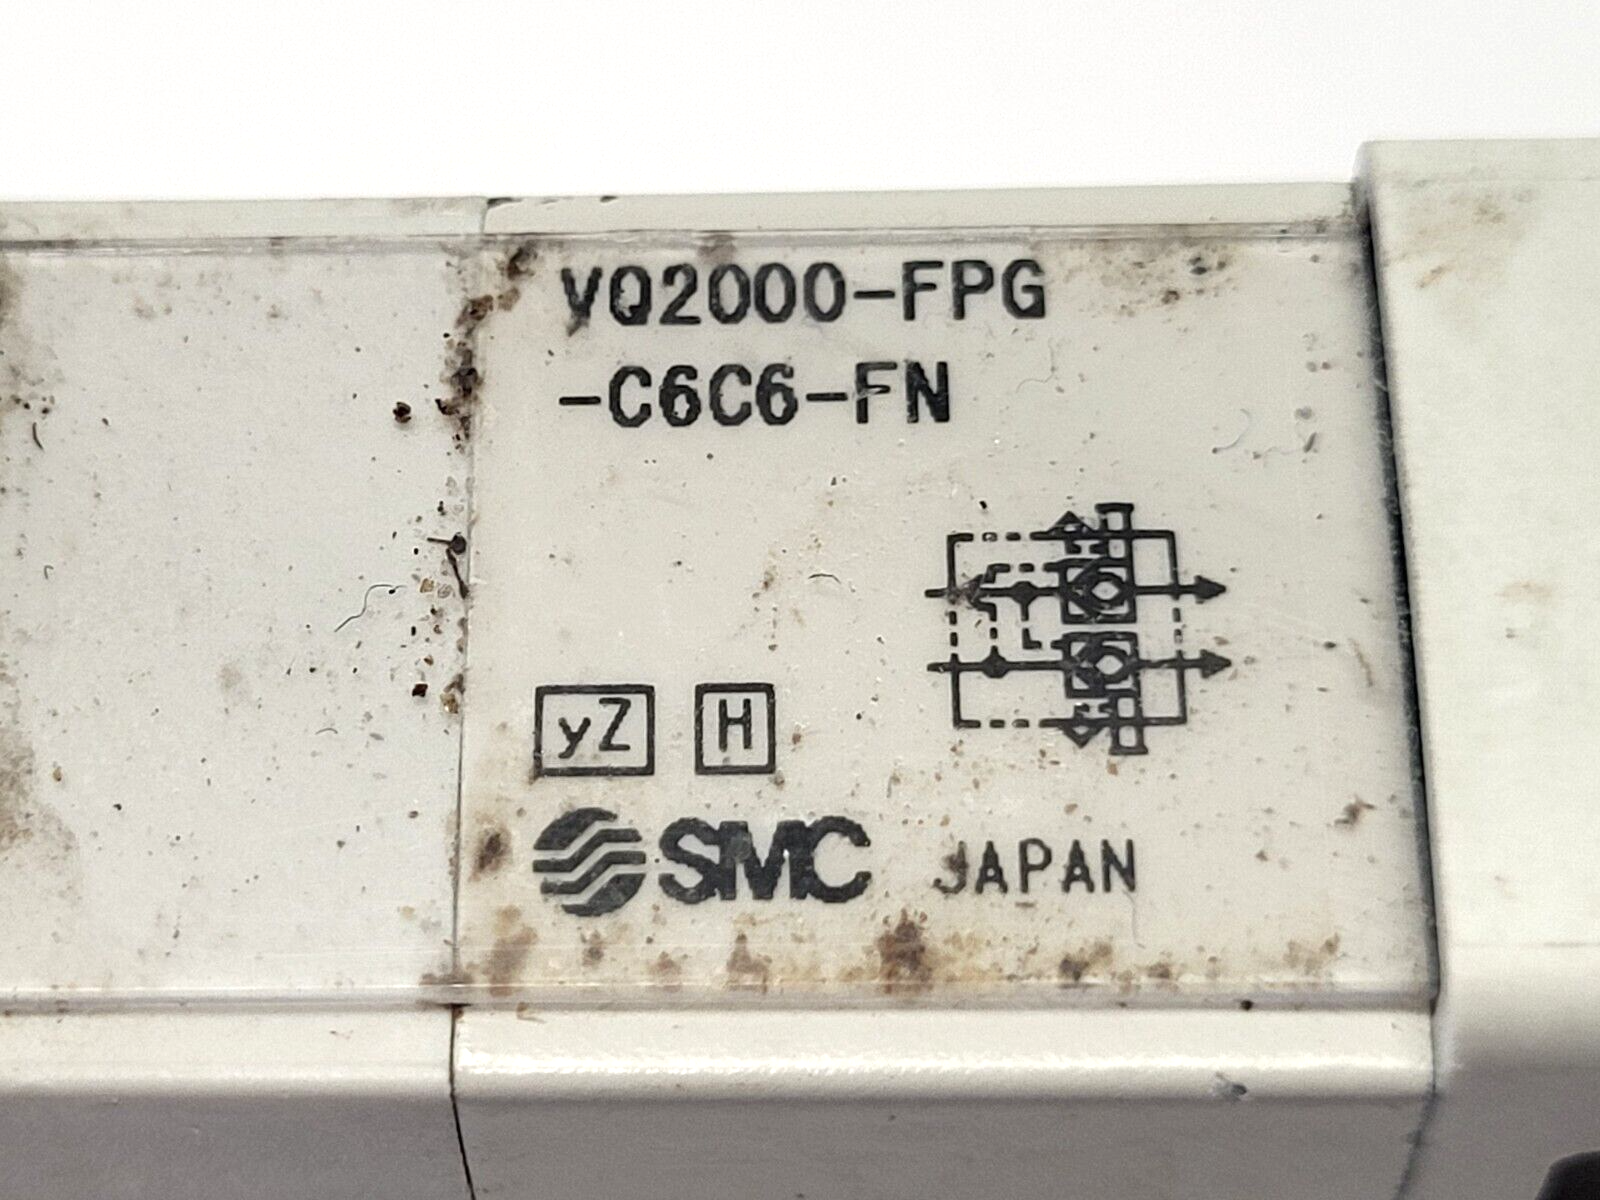 VQ2000-FPG
-C6C6-FN
yZ H
SMC JAPAN